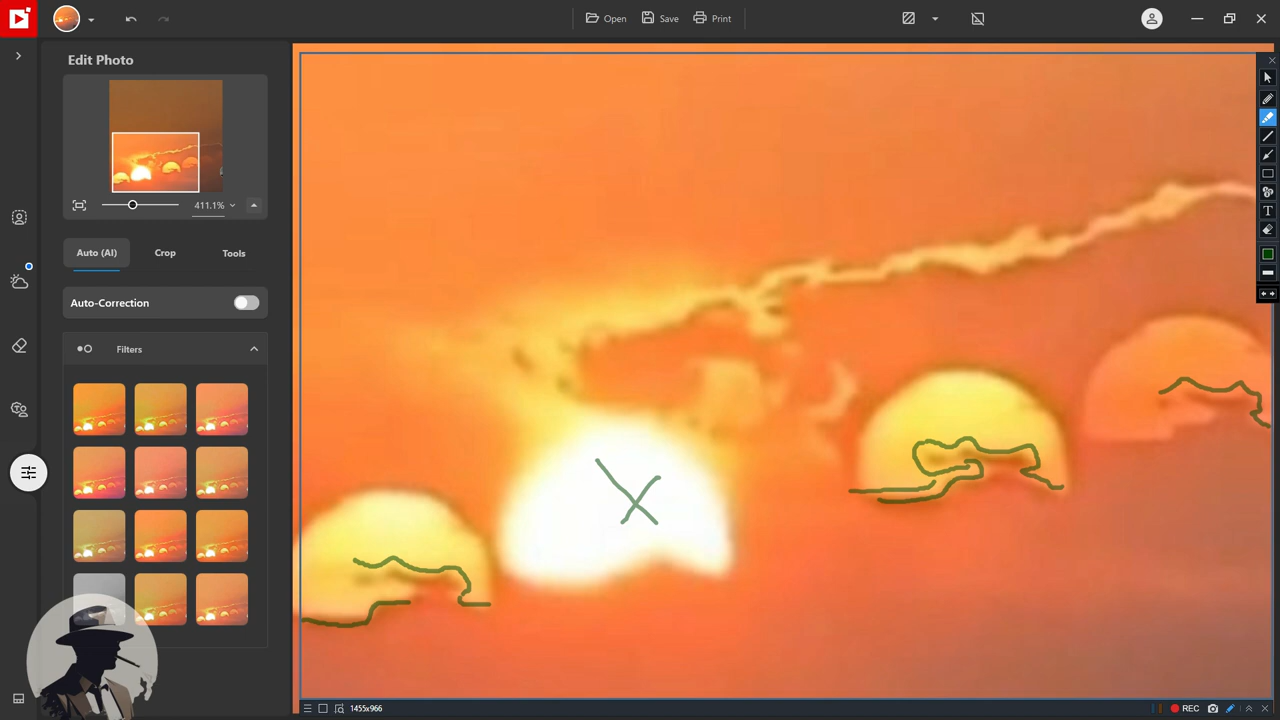 Open
Save
Print
Edit Photo
411.1%
Auto (AI)
Crop
Tools
Auto-Correction
Filters
T
1455x966
REC